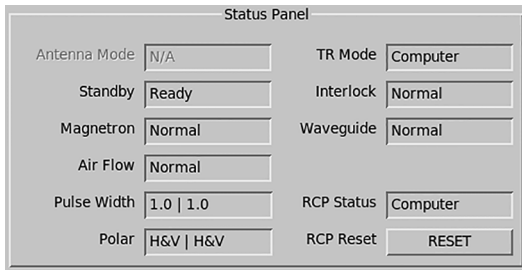 Status Panel
Antenna Mode N/A TR Mode Computer
Standby Ready Interlock Normal
Magnetron Normal Waveguide Normal
Air Flow Normal
Pulse Width 1.0 | 1.0 RCP Status Computer
Polar H&V | H&V RCP Reset RESET